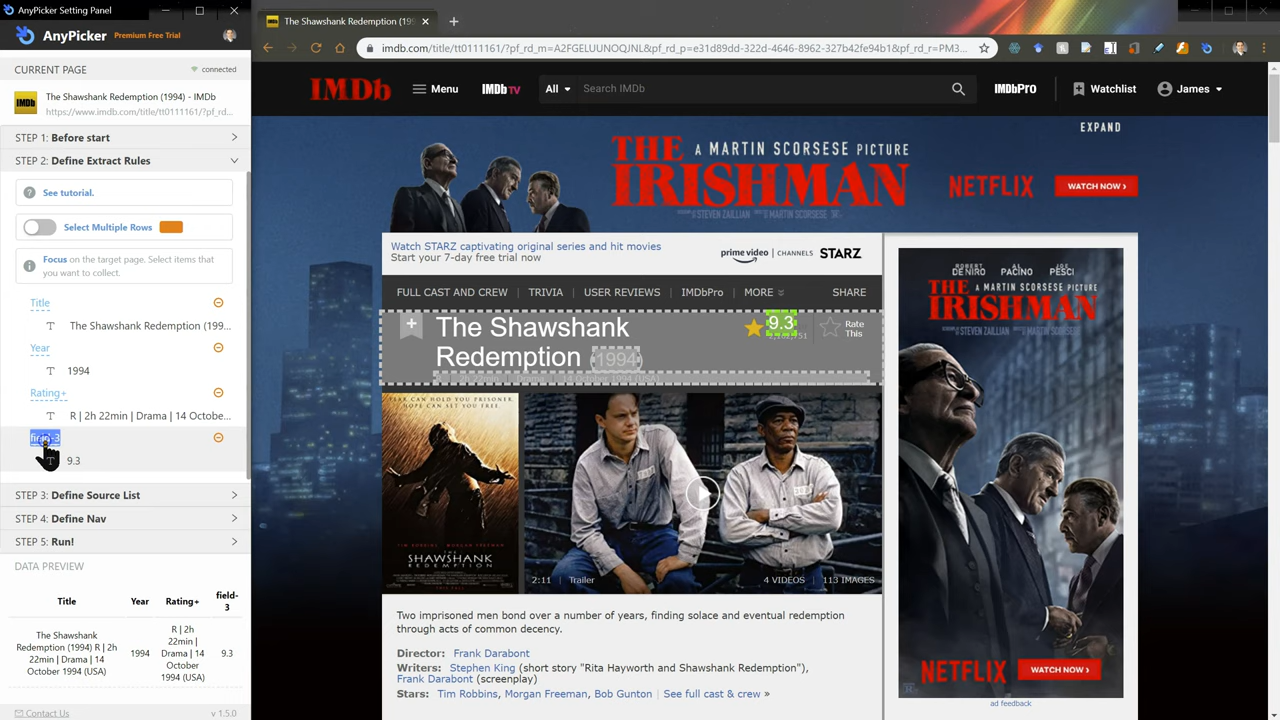 AnyPicker Setting Panel
AnyPicker Premium Free Trial
CURRENT PAGE
connected
IMDb
The Shawshank Redemption (1994) - IMDb
https://www.imdb.com/title/tt0111161/?pf_rd...
STEP 1: Before start
STEP 2: Define Extract Rules
See tutorial.
Select Multiple Rows
Focus on the target page. Select items that
you want to collect.
Title
T The Shawshank Redemption (199...
Year
T 1994
Rating+
T R | 2h 22min | Drama | 14 Octobe...
field-3
T 9.3
STEP 3: Define Source List
STEP 4: Define Nav
STEP 5: Run!
DATA PREVIEW
Title Year Rating+ field-3
The Shawshank
Redemption (1994) R | 2h
22min | Drama | 14
October 1994 (USA)
1994
R | 2h
22min |
Drama | 14
October
1994 (USA)
9.3
Contact Us
v 1.5.0
The Shawshank Redemption (199
imdb.com/title/tt0111161/?pf_rd_m=A2FGELUUNOQJNL&pf_rd_p=e31d89dd-322d-4646-8962-327b42fe94b1&pf_rd_r=PM3...
IMDb
Menu
IMDb TV
All
Search IMDb
IMDbPro
Watchlist
James
EXPAND
A MARTIN SCORSESE PICTURE
THE
IRISHMAN
NETFLIX
WATCH NOW ›
Watch STARZ captivating original series and hit movies
Start your 7-day free trial now
prime video | CHANNELS STARZ
FULL CAST AND CREW
TRIVIA
USER REVIEWS
IMDbPro
MORE
SHARE
The Shawshank
Redemption (1994)
9.3
Rate
This
THE
SHAWSHANK
REDEMPTION
2:11 | Trailer
4 VIDEOS | 113 IMAGES
Two imprisoned men bond over a number of years, finding solace and eventual redemption
through acts of common decency.
Director: Frank Darabont
Writers: Stephen King (short story "Rita Hayworth and Shawshank Redemption"),
Frank Darabont (screenplay)
Stars: Tim Robbins, Morgan Freeman, Bob Gunton | See full cast & crew »
ROBERT DE NIRO
AL PACINO
JOE PESCI
A MARTIN SCORSESE PICTURE
THE
IRISHMAN
NETFLIX
WATCH NOW ›
ad feedback